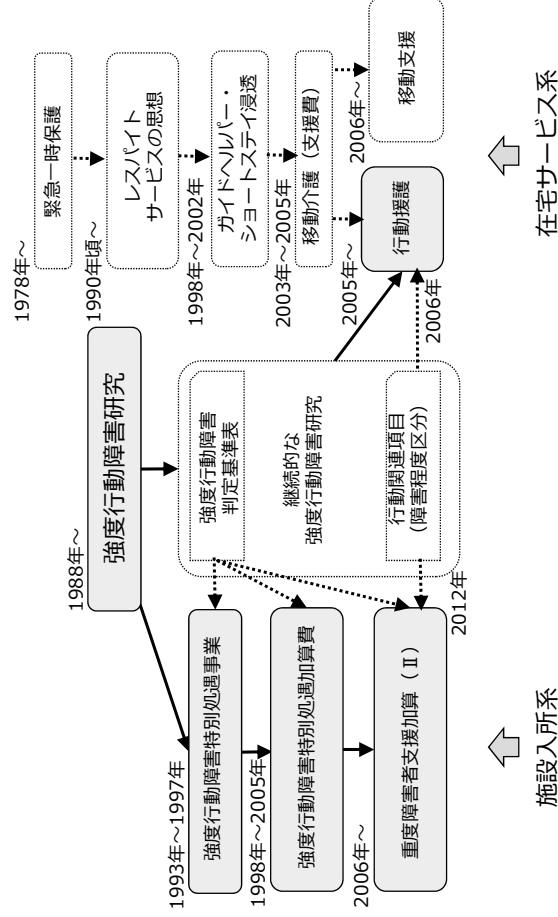 1988年～
強度行動障害研究
1993年～1997年
強度行動障害特別処遇事業
1998年～2005年
強度行動障害特別処遇加算費
2006年～
重度障害者支援加算（Ⅱ）
2012年
施設入所系
強度行動障害
判定基準表
継続的な
強度行動障害研究
行動関連項目
（障害程度区分）
1978年～
緊急一時保護
1990年頃～
レスパイト
サービスの思想
1998年～2002年
ガイドヘルパー・
ショートステイ浸透
2003年～2005年
移動介護（支援費）
2005年～
行動援護
2006年
2006年～
移動支援
在宅サービス系